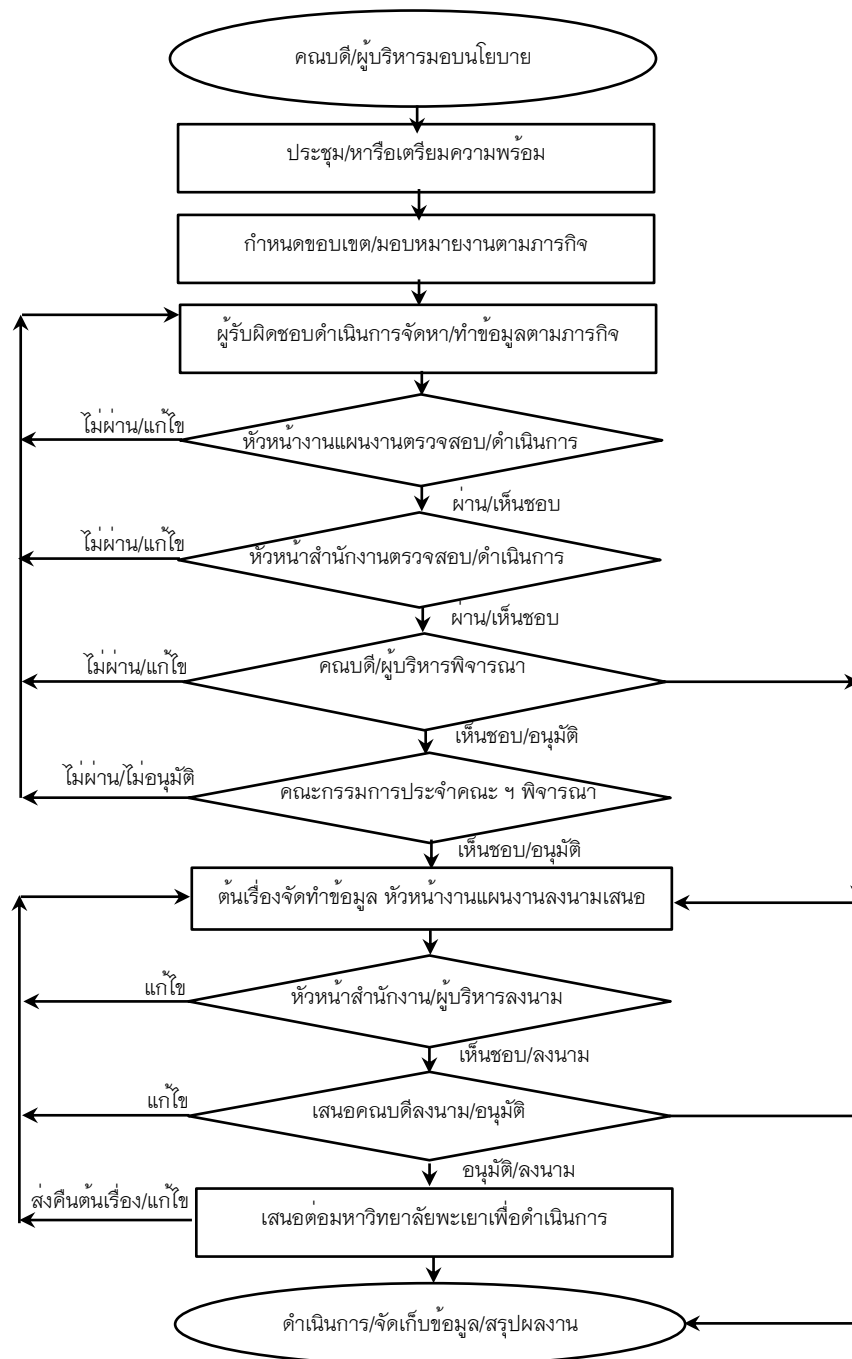 คณบดี/ผู้บริหารมอบนโยบาย
ประชุม/หารือเตรียมความพร้อม
กำหนดขอบเขต/มอบหมายงานตามภารกิจ
ผู้รับผิดชอบดำเนินการจัดหา/ทำข้อมูลตามภารกิจ
ไม่ผ่าน/แก้ไข
หัวหน้างานแผนงานตรวจสอบ/ดำเนินการ
ผ่าน/เห็นชอบ
ไม่ผ่าน/แก้ไข
หัวหน้าสำนักงานตรวจสอบ/ดำเนินการ
ผ่าน/เห็นชอบ
ไม่ผ่าน/แก้ไข
คณบดี/ผู้บริหารพิจารณา
เห็นชอบ/อนุมัติ
ไม่ผ่าน/ไม่อนุมัติ
คณะกรรมการประจำคณะ ฯ พิจารณา
เห็นชอบ/อนุมัติ
ต้นเรื่องจัดทำข้อมูล หัวหน้างานแผนงานลงนามเสนอ
แก้ไข
หัวหน้าสำนักงาน/ผู้บริหารลงนาม
เห็นชอบ/ลงนาม
แก้ไข
เสนอคณบดีลงนาม/อนุมัติ
อนุมัติ/ลงนาม
ส่งคืนต้นเรื่อง/แก้ไข
เสนอต่อมหาวิทยาลัยพะเยาเพื่อดำเนินการ
ดำเนินการ/จัดเก็บข้อมูล/สรุปผลงาน